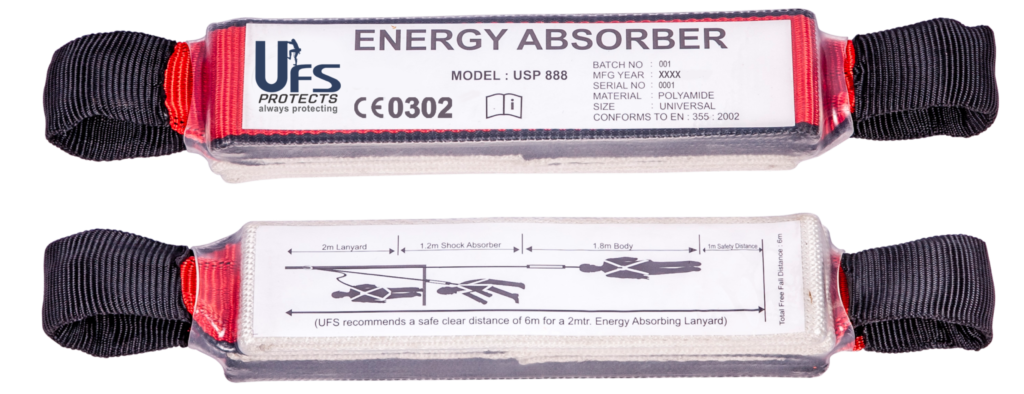 UFS
PROTECTS
always protecting
ENERGY ABSORBER
MODEL : USP 888
CE0302
i
BATCH NO : 001
MFG YEAR : XXXX
SERIAL NO : 0001
MATERIAL : POLYAMIDE
SIZE : UNIVERSAL
CONFORMS TO EN : 355 : 2002
2m Lanyard
1.2m Shock Absorber
1.8m Body
1m Safety Distance
Total Free Fall Distance : 6m
(UFS recommends a safe clear distance of 6m for a 2mtr. Energy Absorbing Lanyard)